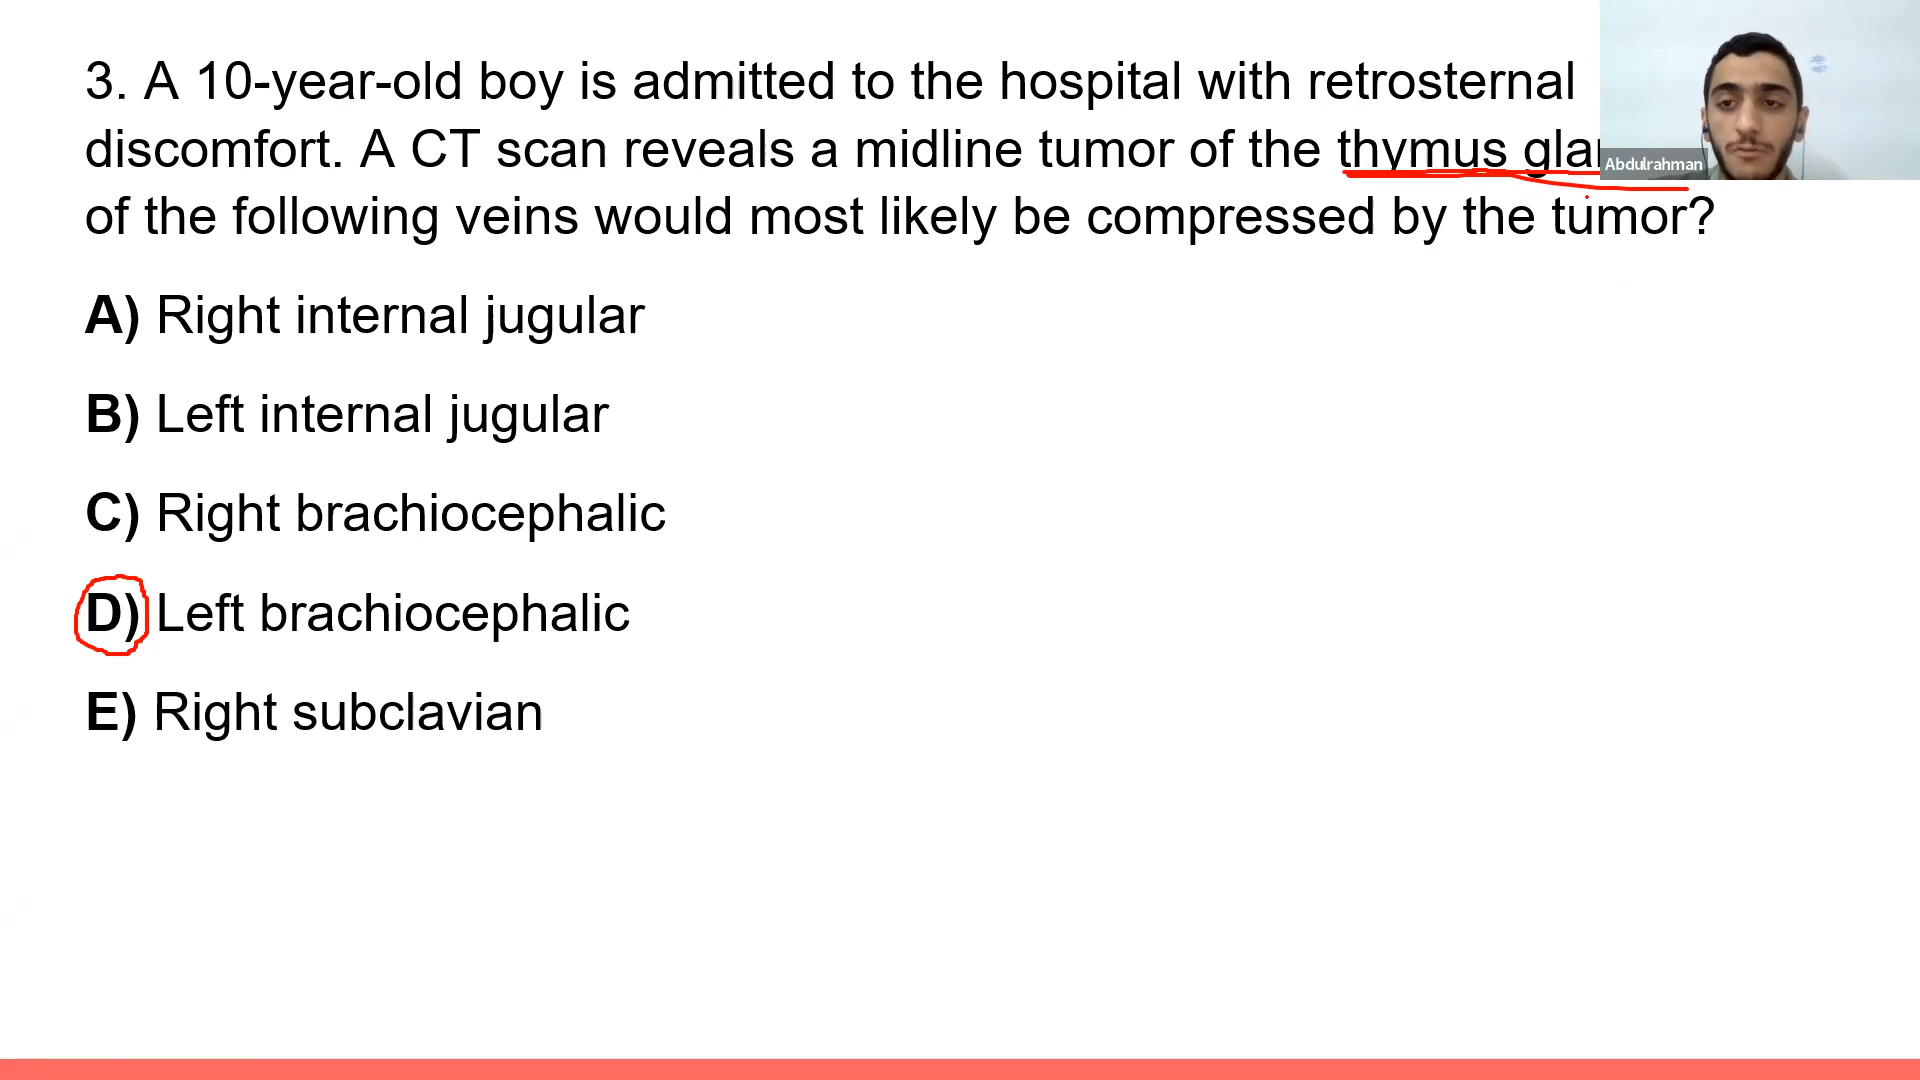 3. A 10-year-old boy is admitted to the hospital with retrosternal
discomfort. A CT scan reveals a midline tumor of the thymus
of the following veins would most likely be compressed by the tumor?
Abdulrahman
A) Right internal jugular
B) Left internal jugular
C) Right brachiocephalic
D) Left brachiocephalic
E) Right subclavian